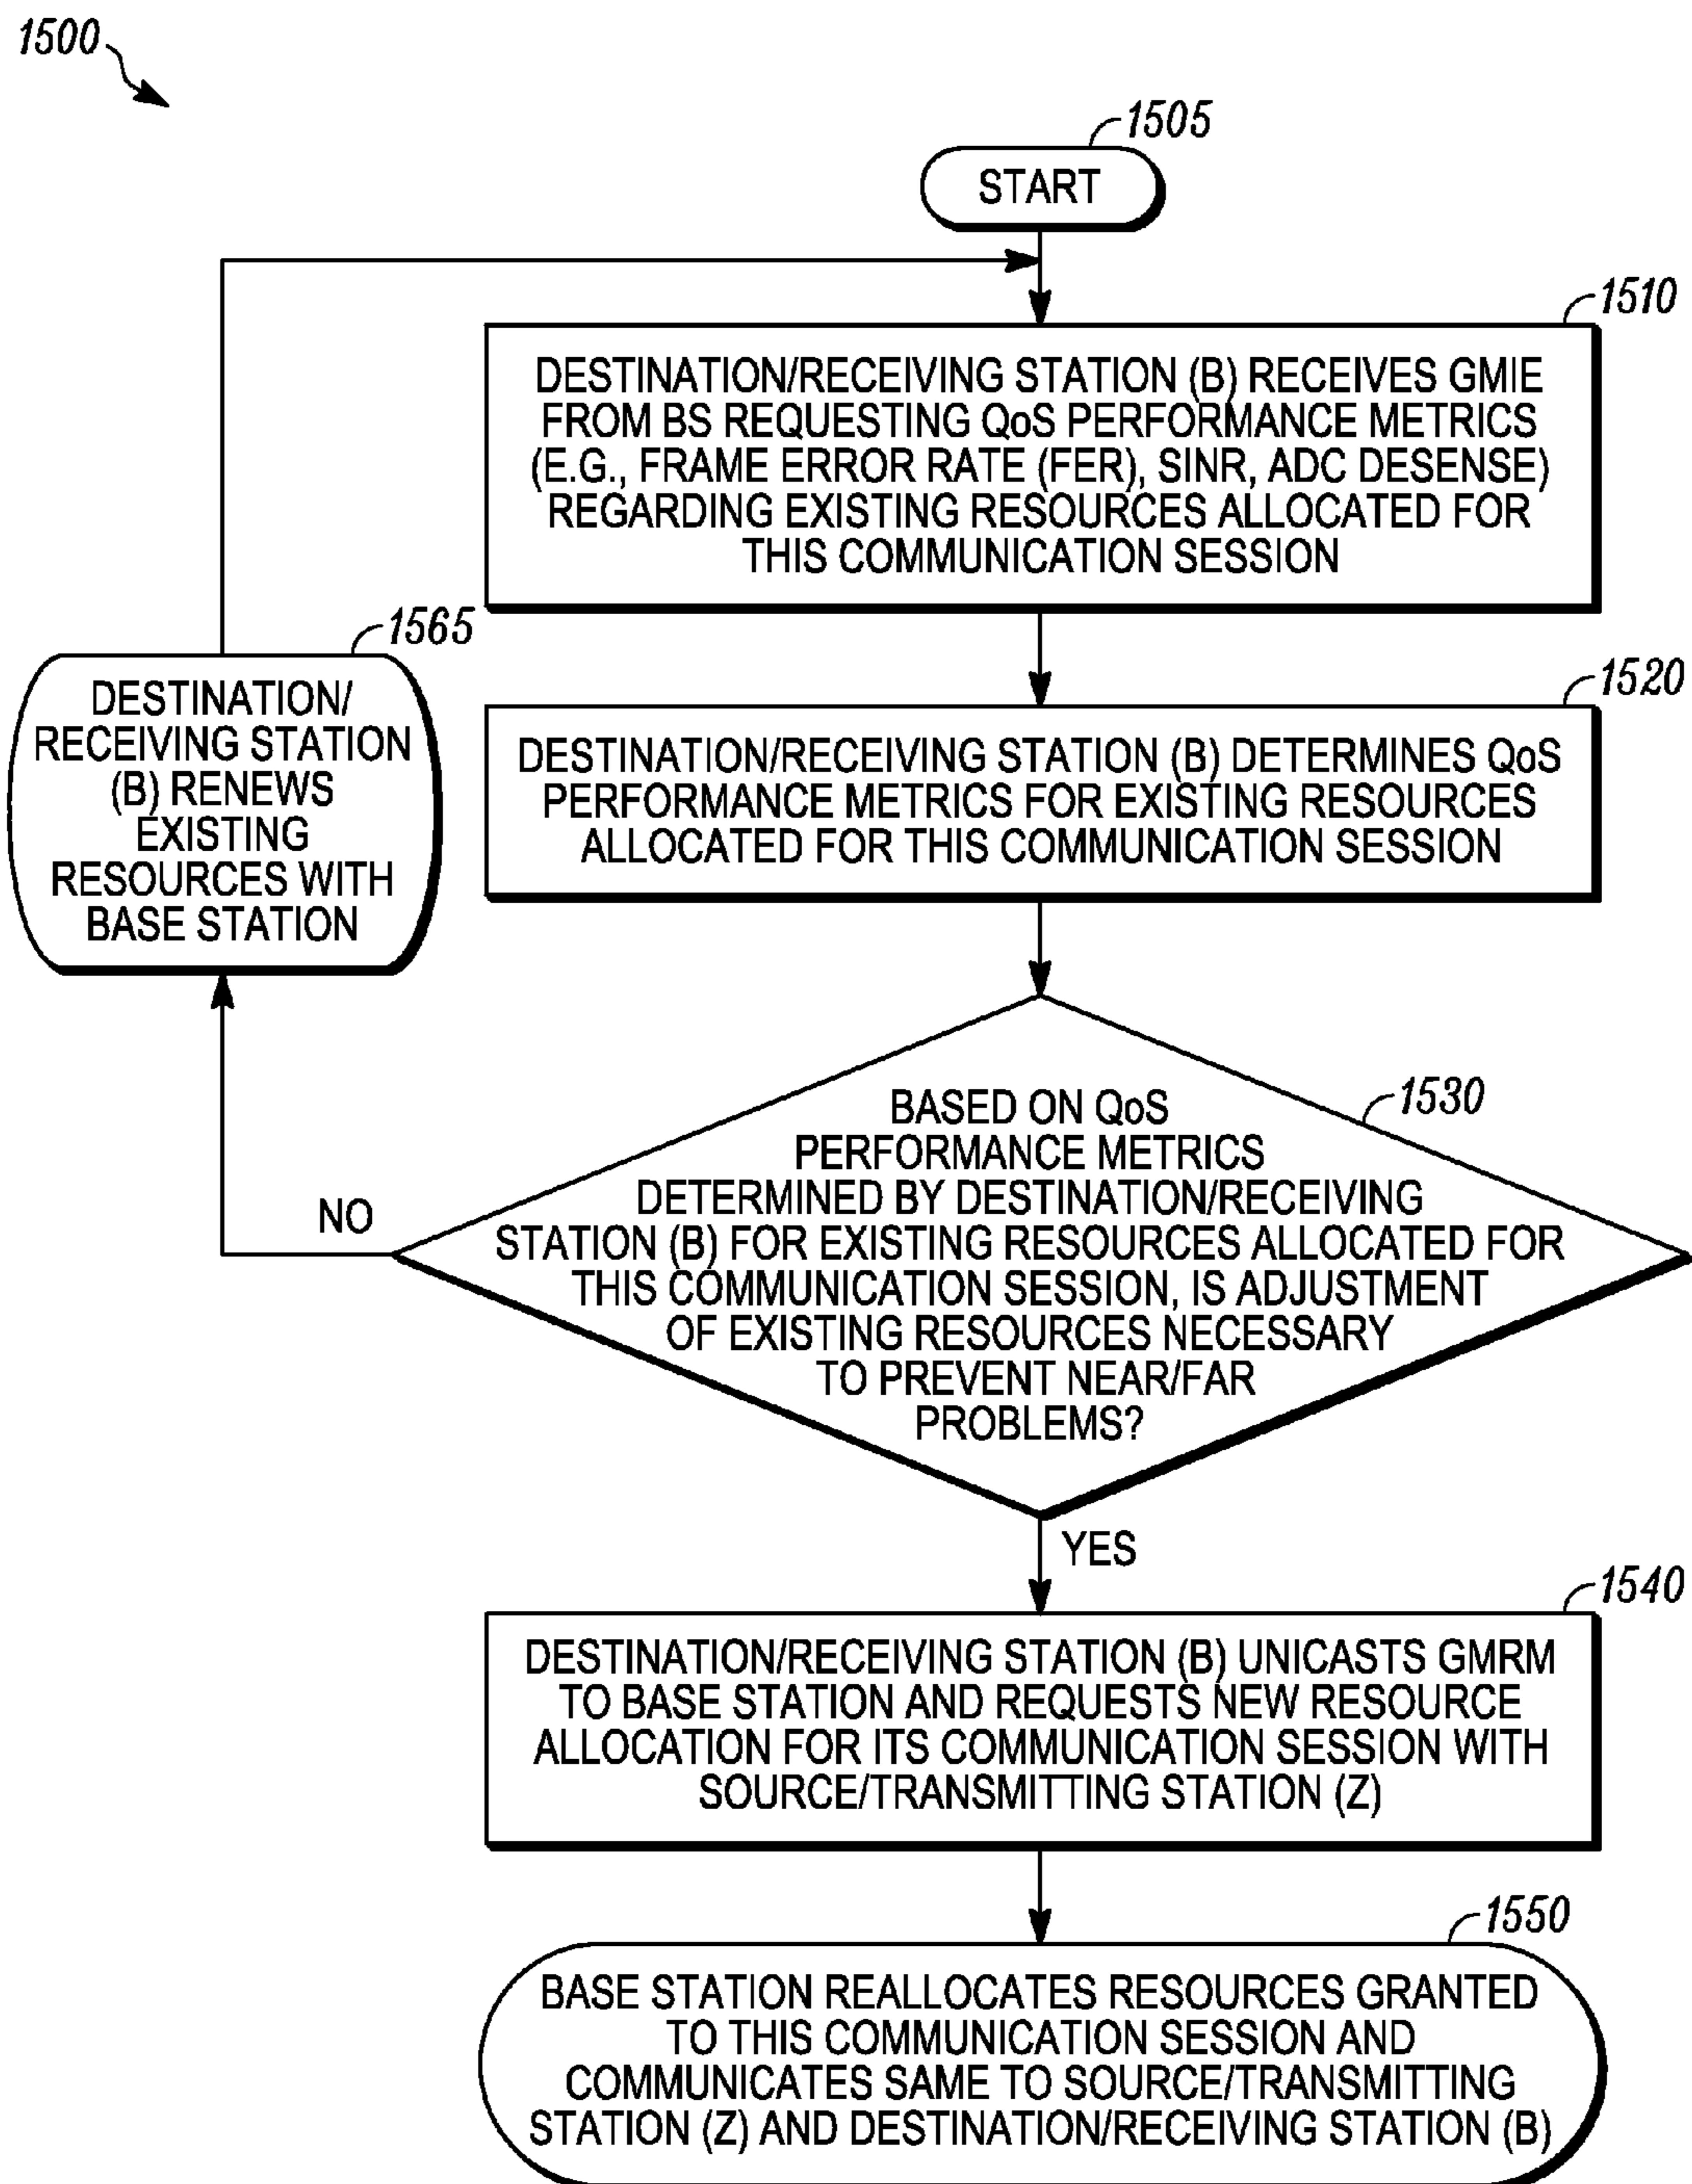 1500
1505
START
1510
DESTINATION/RECEIVING STATION (B) RECEIVES GMIE
FROM BS REQUESTING QoS PERFORMANCE METRICS
(E.G., FRAME ERROR RATE (FER), SINR, ADC DESENSE)
REGARDING EXISTING RESOURCES ALLOCATED FOR
THIS COMMUNICATION SESSION
1565
DESTINATION/
RECEIVING STATION
(B) RENEWS
EXISTING
RESOURCES WITH
BASE STATION
1520
DESTINATION/RECEIVING STATION (B) DETERMINES QoS
PERFORMANCE METRICS FOR EXISTING RESOURCES
ALLOCATED FOR THIS COMMUNICATION SESSION
1530
BASED ON QoS
PERFORMANCE METRICS
DETERMINED BY DESTINATION/RECEIVING
STATION (B) FOR EXISTING RESOURCES ALLOCATED FOR
THIS COMMUNICATION SESSION, IS ADJUSTMENT
OF EXISTING RESOURCES NECESSARY
TO PREVENT NEAR/FAR
PROBLEMS?
NO
YES
1540
DESTINATION/RECEIVING STATION (B) UNICASTS GMRM
TO BASE STATION AND REQUESTS NEW RESOURCE
ALLOCATION FOR ITS COMMUNICATION SESSION WITH
SOURCE/TRANSMITTING STATION (Z)
1550
BASE STATION REALLOCATES RESOURCES GRANTED
TO THIS COMMUNICATION SESSION AND
COMMUNICATES SAME TO SOURCE/TRANSMITTING
STATION (Z) AND DESTINATION/RECEIVING STATION (B)